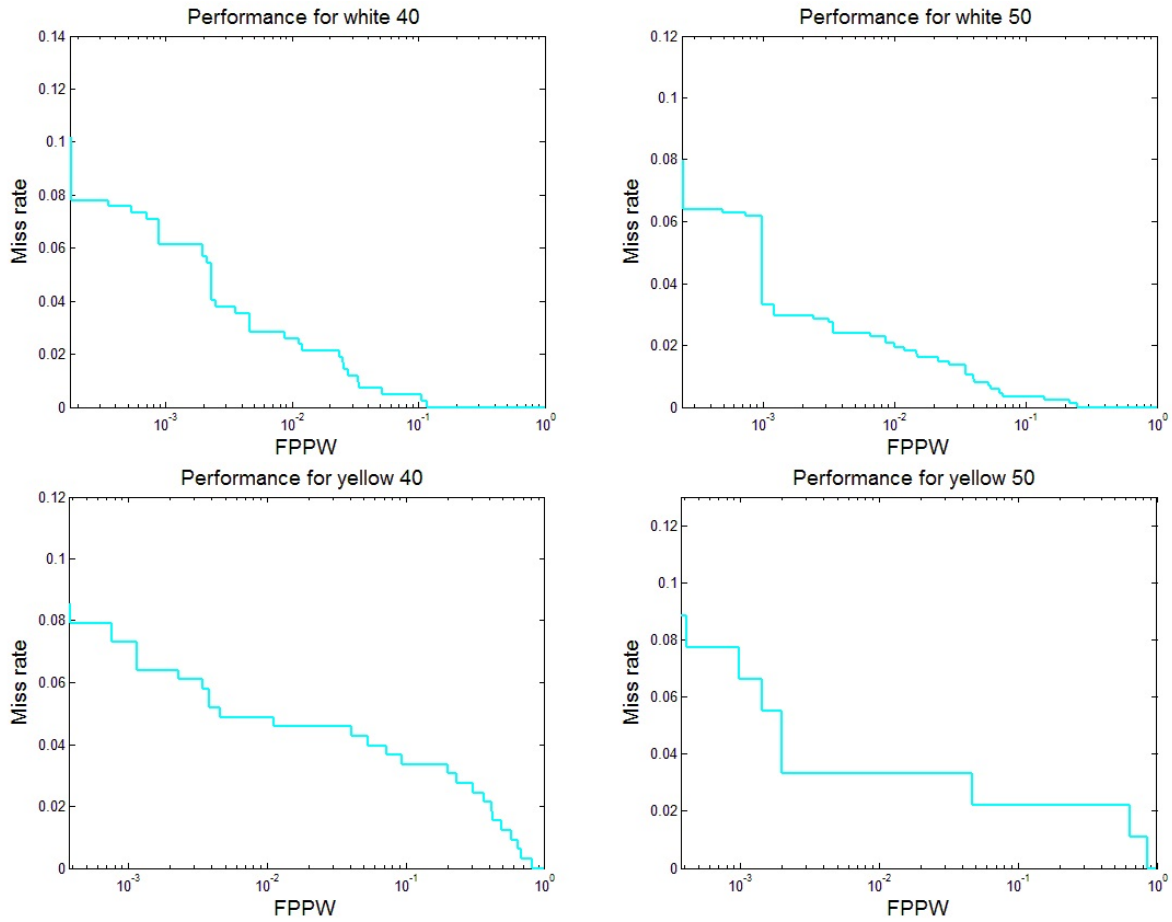 Performance for white 40
0.14
0.12
0.1
0.08
0.06
0.04
0.02
0
Miss rate
10^-3 10^-2 10^-1 10^0
FPPW
Performance for white 50
0.12
0.1
0.08
0.06
0.04
0.02
0
Miss rate
10^-3 10^-2 10^-1 10^0
FPPW
Performance for yellow 40
0.12
0.1
0.08
0.06
0.04
0.02
0
Miss rate
10^-3 10^-2 10^-1 10^0
FPPW
Performance for yellow 50
0.12
0.1
0.08
0.06
0.04
0.02
0
Miss rate
10^-3 10^-2 10^-1 10^0
FPPW